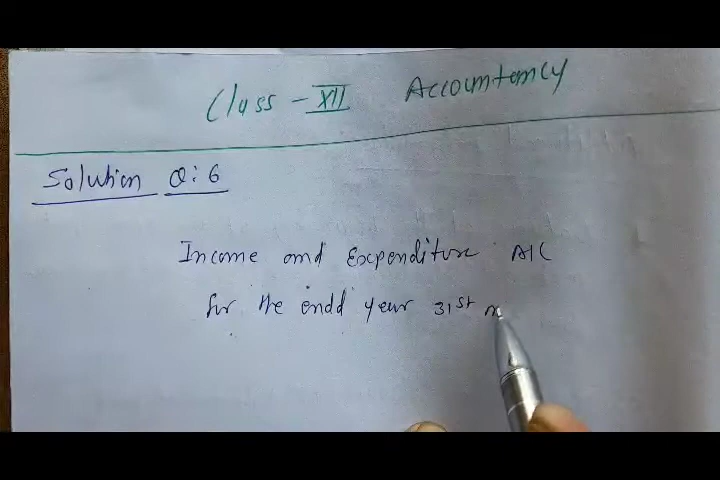 Class - XII Accountancy
Solution Q:6
Income and Expenditure A/C
for the endd year 31st